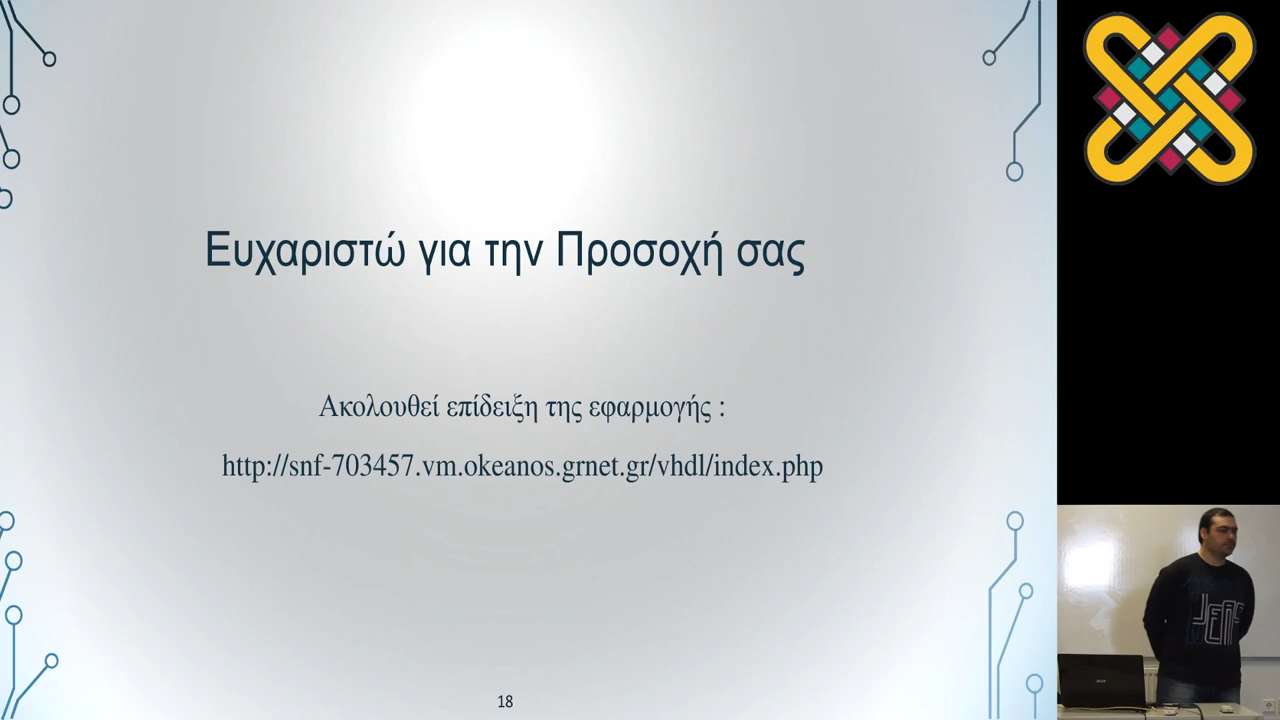 Ευχαριστώ για την Προσοχή σας
Ακολουθεί επίδειξη της εφαρμογής :
http://snf-703457.vm.okeanos.grnet.gr/vhdl/index.php
18
acer